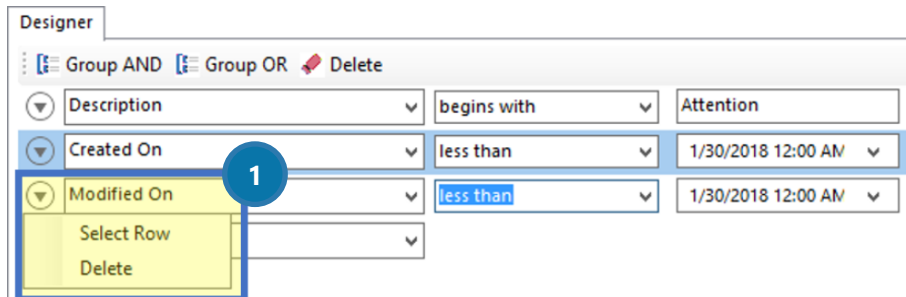 Designer
Group AND Group OR Delete
Description begins with Attention
Created On less than 1/30/2018 12:00 AM
1
Modified On less than 1/30/2018 12:00 AM
Select Row
Delete